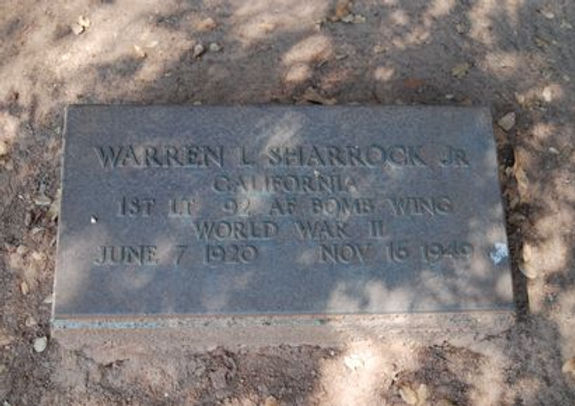 WARREN L SHARROCK JR
CALIFORNIA
1ST LT 92 AF BOMB WING
WORLD WAR II
JUNE 7 1920 NOV 16 1949